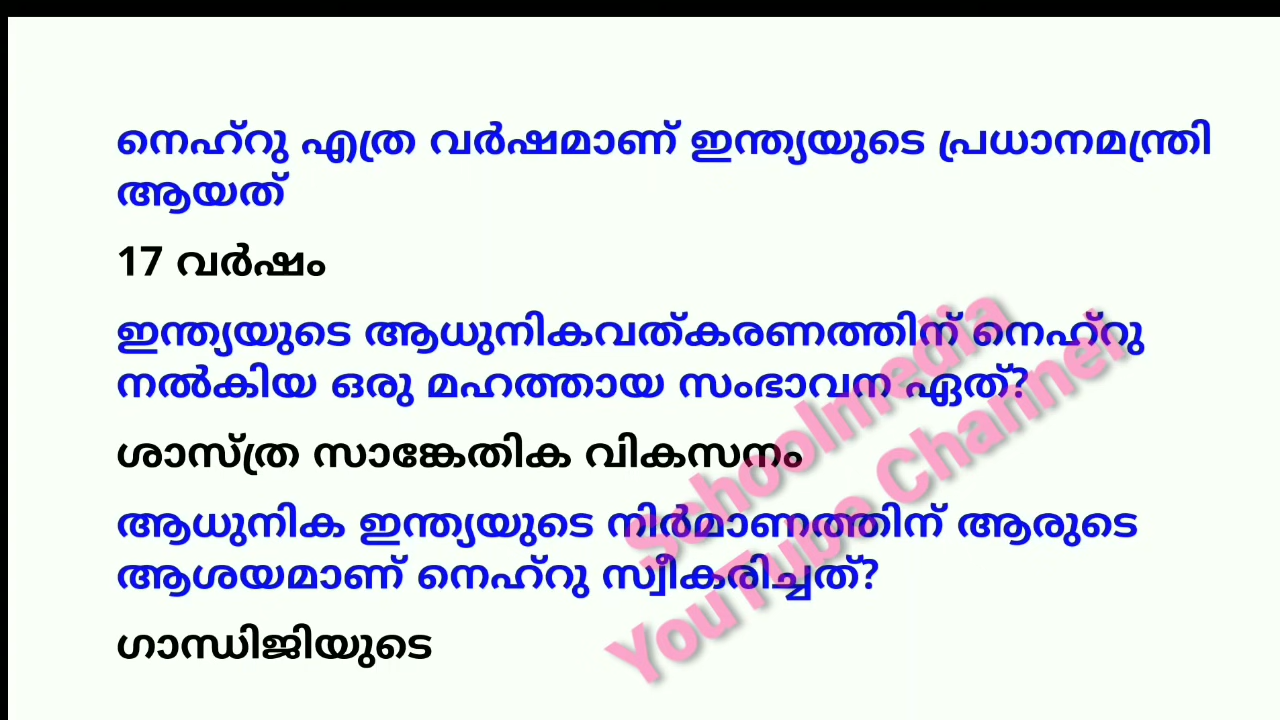 നെഹ്റു എത്ര വർഷമാണ് ഇന്ത്യയുടെ പ്രധാനമന്ത്രി
ആയത്
17 വർഷം
ഇന്ത്യയുടെ ആധുനികവത്കരണത്തിന് നെഹ്റു
നൽകിയ ഒരു മഹത്തായ സംഭാവന ഏത്?
ശാസ്ത്ര സാങ്കേതിക വികസനം
ആധുനിക ഇന്ത്യയുടെ നിർമാണത്തിന് ആരുടെ
ആശയമാണ് നെഹ്റു സ്വീകരിച്ചത്?
ഗാന്ധിജിയുടെ
Schoolmedia
YouTube Channel